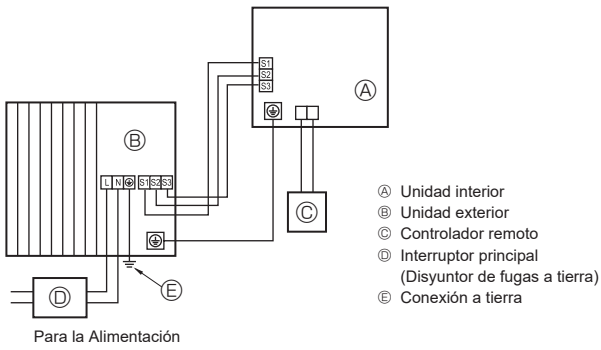 S1
S2
S3
Ⓐ
Ⓑ
L N S1 S2 S3
Ⓒ
Ⓓ
Ⓔ
Para la Alimentación
Ⓐ Unidad interior
Ⓑ Unidad exterior
Ⓒ Controlador remoto
Ⓓ Interruptor principal
(Disyuntor de fugas a tierra)
Ⓔ Conexión a tierra